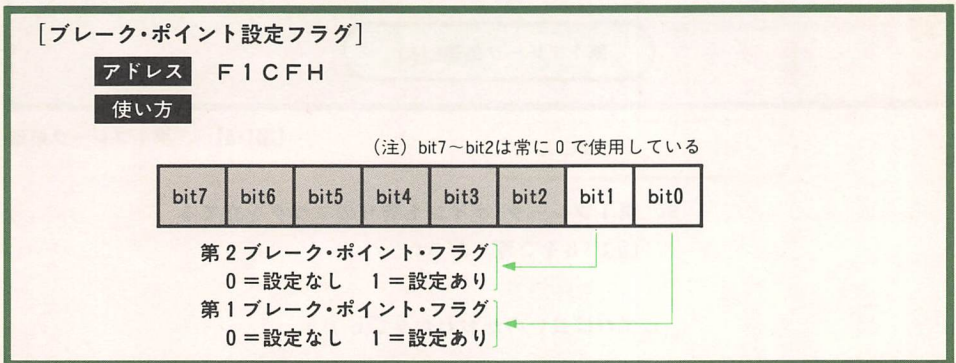 [ブレーク・ポイント設定フラグ]
アドレス F1CFH
使い方
(注) bit7～bit2は常に0で使用している
bit7 bit6 bit5 bit4 bit3 bit2 bit1 bit0
第2ブレーク・ポイント・フラグ
0=設定なし 1=設定あり
第1ブレーク・ポイント・フラグ
0=設定なし 1=設定あり